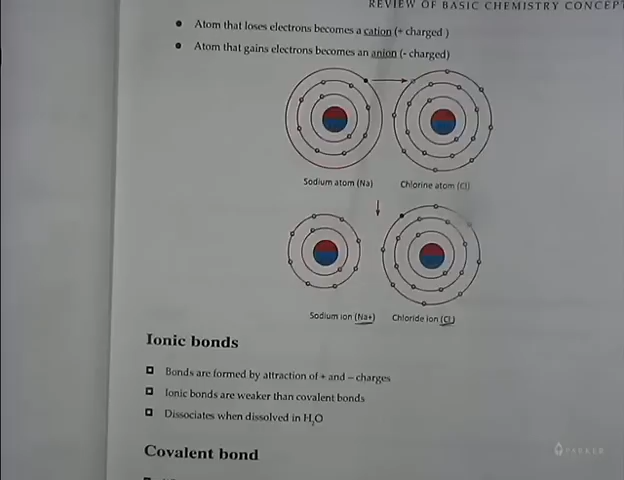 REVIEW OF BASIC CHEMISTRY CONCEPT
Atom that loses electrons becomes a cation (+ charged )
Atom that gains electrons becomes an anion (- charged)
Sodium atom (Na) Chlorine atom (Cl)
Sodium ion (Na+) Chloride ion (Cl⁻)
Ionic bonds
Bonds are formed by attraction of + and – charges
Ionic bonds are weaker than covalent bonds
Dissociates when dissolved in H₂O
Covalent bond
PARKER